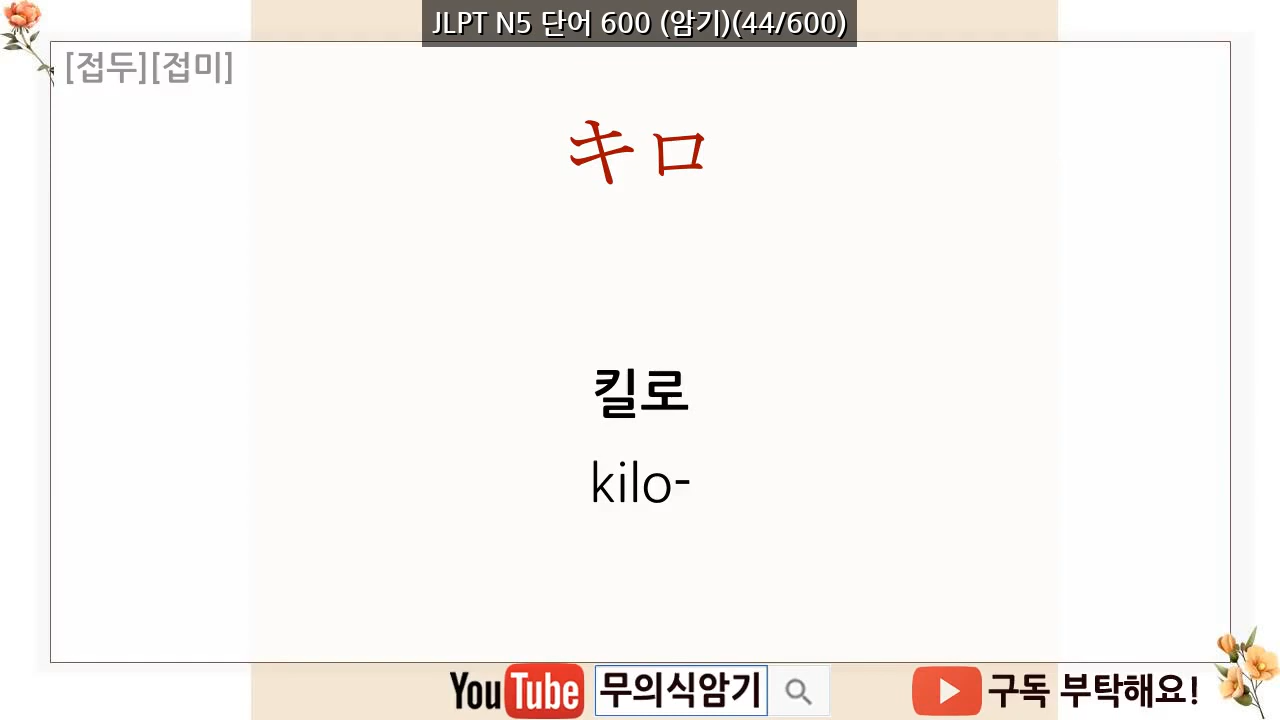 JLPT N5 단어 600 (암기)(44/600)
[접두][접미]
キロ
킬로
kilo-
YouTube 무의식암기 구독 부탁해요!